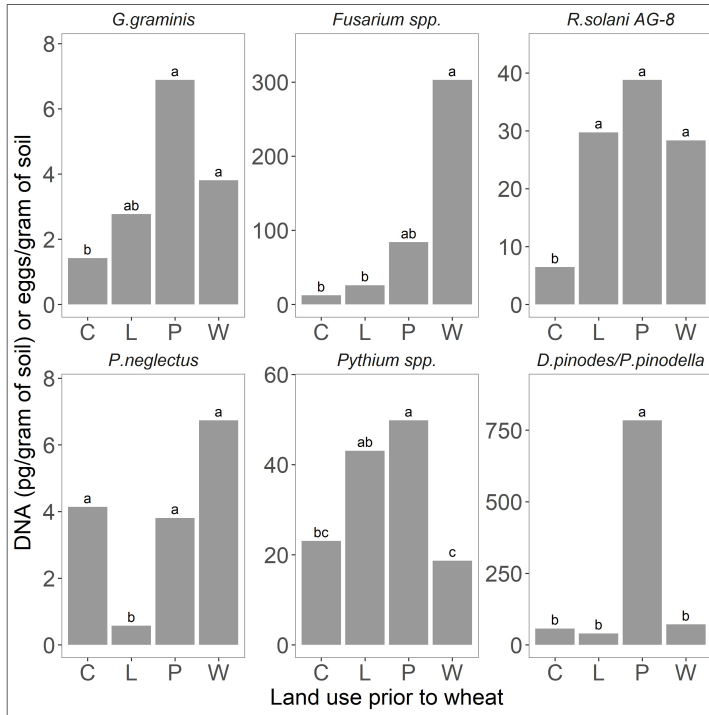 G.graminis
Fusarium spp.
R.solani AG-8
8
6
4
2
0
b
ab
a
a
C L P W
300
200
100
0
b
b
ab
a
C L P W
40
30
20
10
0
b
a
a
a
C L P W
P.neglectus
Pythium spp.
D.pinodes/P.pinodella
8
6
4
2
0
a
b
a
a
C L P W
60
40
20
0
bc
ab
a
c
C L P W
750
500
250
0
b
b
a
b
C L P W
DNA (pg/gram of soil) or eggs/gram of soil
Land use prior to wheat